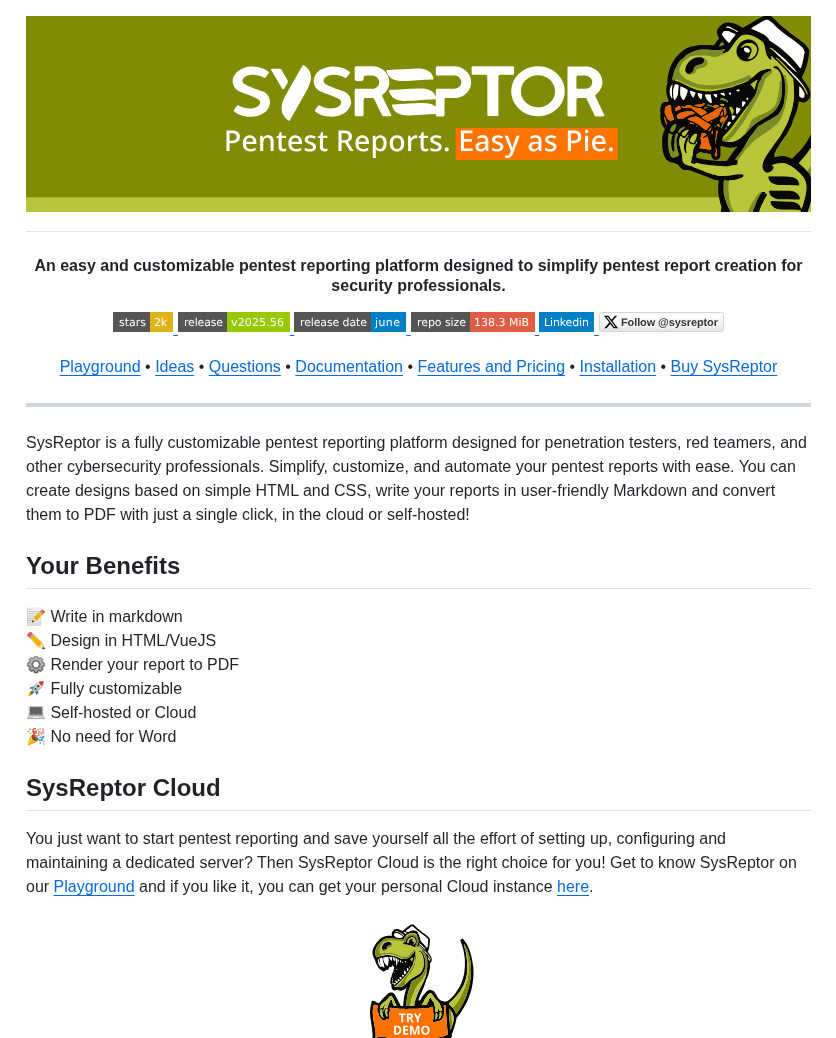 SYSREPTOR
Pentest Reports. Easy as Pie.
An easy and customizable pentest reporting platform designed to simplify pentest report creation for
security professionals.
stars 2k release v2025.56 release date june repo size 138.3 MiB Linkedin Follow @sysreptor
Playground • Ideas • Questions • Documentation • Features and Pricing • Installation • Buy SysReptor
SysReptor is a fully customizable pentest reporting platform designed for penetration testers, red teamers, and
other cybersecurity professionals. Simplify, customize, and automate your pentest reports with ease. You can
create designs based on simple HTML and CSS, write your reports in user-friendly Markdown and convert
them to PDF with just a single click, in the cloud or self-hosted!
Your Benefits
📝 Write in markdown
✏️ Design in HTML/VueJS
⚙️ Render your report to PDF
🚀 Fully customizable
💻 Self-hosted or Cloud
🎉 No need for Word
SysReptor Cloud
You just want to start pentest reporting and save yourself all the effort of setting up, configuring and
maintaining a dedicated server? Then SysReptor Cloud is the right choice for you! Get to know SysReptor on
our Playground and if you like it, you can get your personal Cloud instance here.
TRY
DEMO